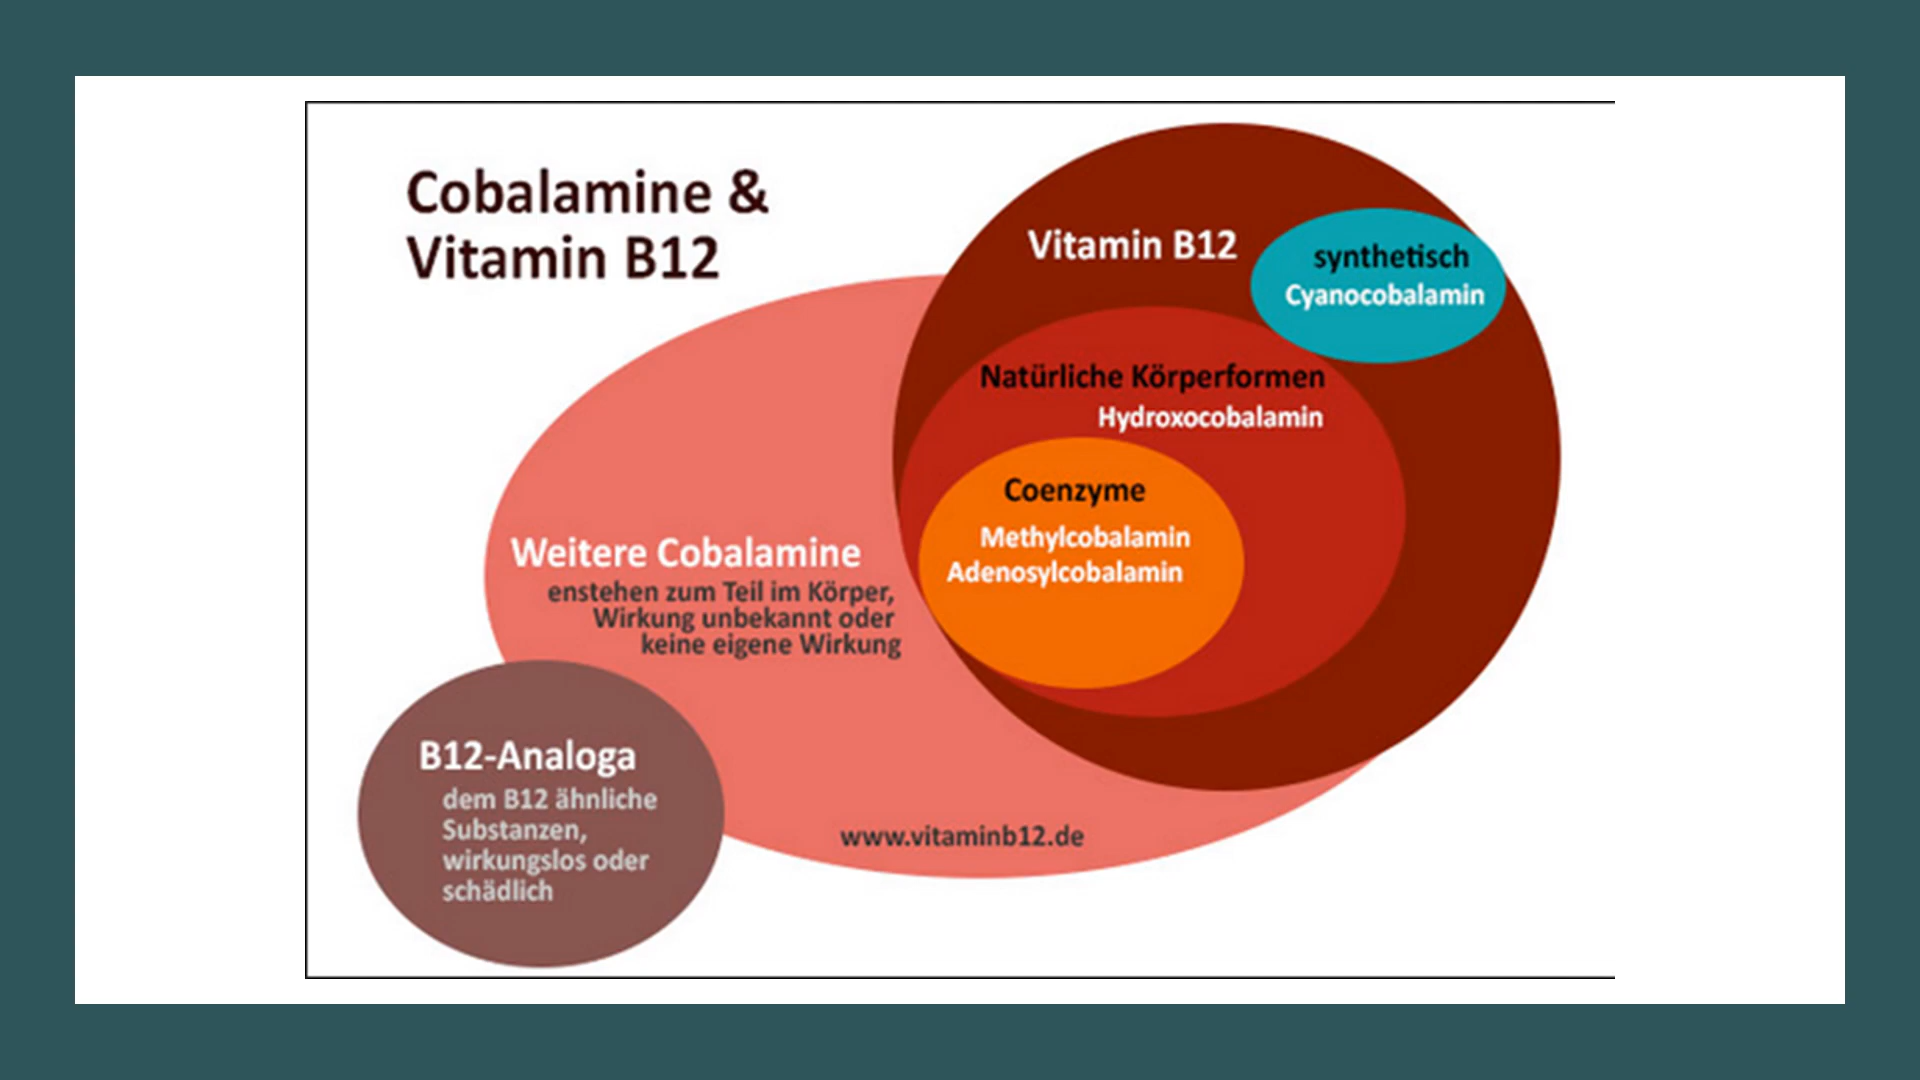 Cobalamine &
Vitamin B12
Vitamin B12
synthetisch
Cyanocobalamin
Natürliche Körperformen
Hydroxocobalamin
Coenzyme
Methylcobalamin
Adenosylcobalamin
Weitere Cobalamine
enstehen zum Teil im Körper,
Wirkung unbekannt oder
keine eigene Wirkung
B12-Analoga
dem B12 ähnliche
Substanzen,
wirkungslos oder
schädlich
www.vitaminb12.de